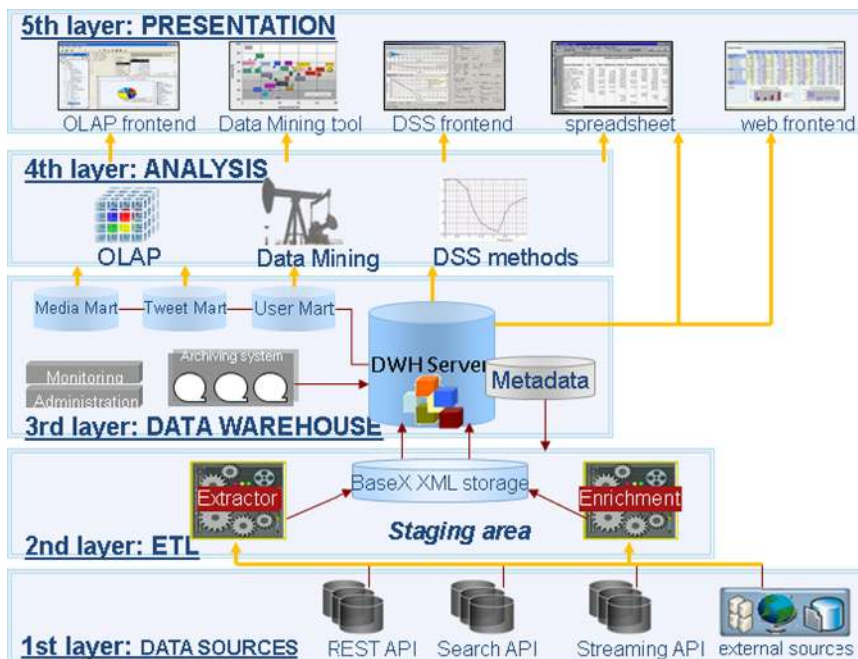 5th layer: PRESENTATION
OLAP frontend
Data Mining tool
DSS frontend
spreadsheet
web frontend
4th layer: ANALYSIS
OLAP
Data Mining
DSS methods
Media Mart
Tweet Mart
User Mart
Archiving system
DWH Server
Metadata
Monitoring
Administration
3rd layer: DATA WAREHOUSE
BaseX XML storage
Extractor
Enrichment
Staging area
2nd layer: ETL
REST API
Search API
Streaming API
external sources
1st layer: DATA SOURCES